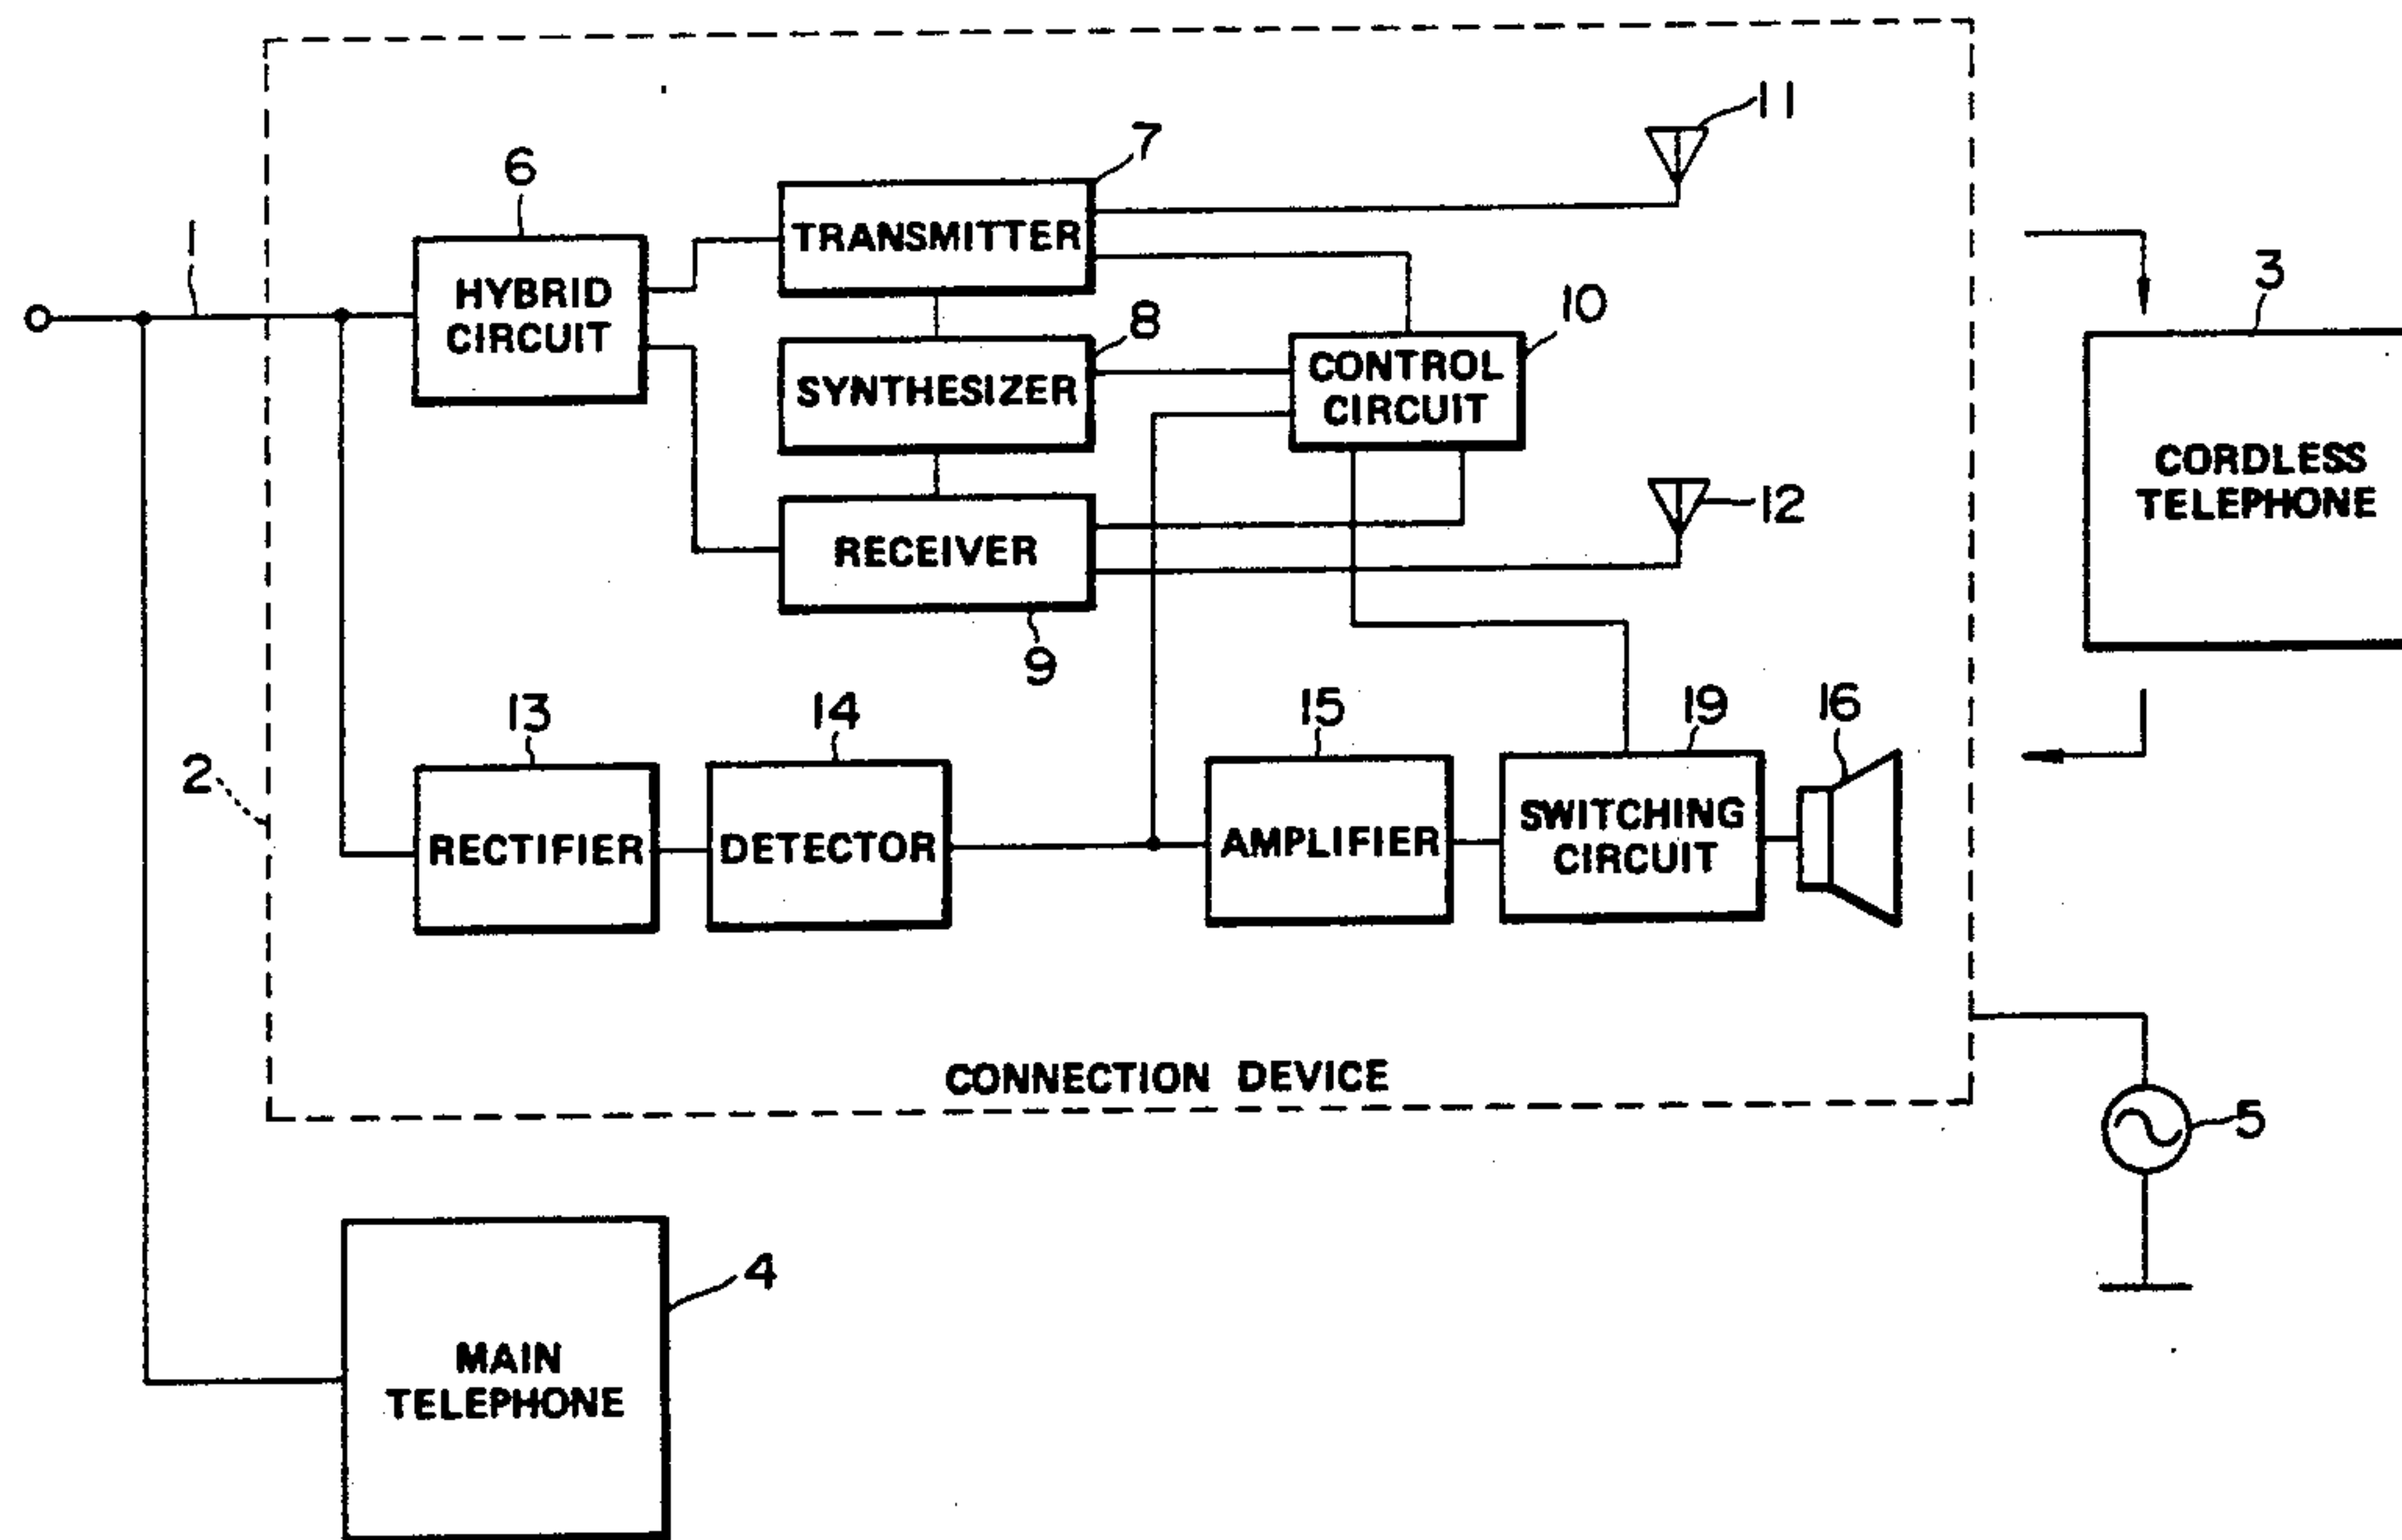 11
7
6
1
TRANSMITTER
HYBRID
CIRCUIT
3
10
8
CONTROL
CIRCUIT
SYNTHESIZER
CORDLESS
TELEPHONE
12
RECEIVER
9
13
14
15
19
16
2
RECTIFIER
DETECTOR
AMPLIFIER
SWITCHING
CIRCUIT
CONNECTION DEVICE
5
4
MAIN
TELEPHONE